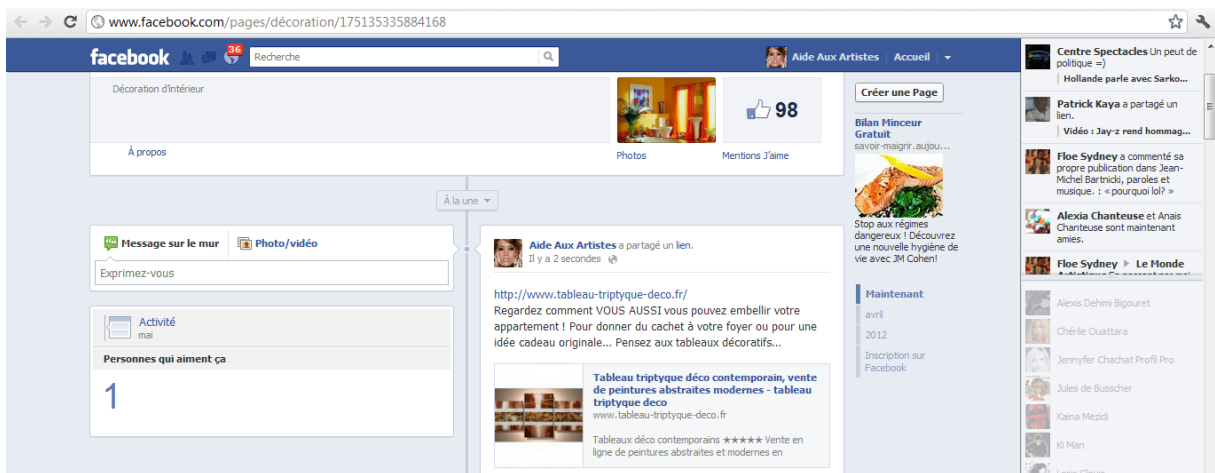 www.facebook.com/pages/décoration/175135335884168
facebook
36
Recherche
Aide Aux Artistes
Accueil
Décoration d'intérieur
À propos
Photos
98
Mentions J'aime
À la une
Message sur le mur
Photo/vidéo
Exprimez-vous
Activité
mai
Personnes qui aiment ça
1
Aide Aux Artistes a partagé un lien.
Il y a 2 secondes
http://www.tableau-triptyque-deco.fr/
Regardez comment VOUS AUSSI vous pouvez embellir votre
appartement ! Pour donner du cachet à votre foyer ou pour une
idée cadeau originale... Pensez aux tableaux décoratifs...
Tableau triptyque déco contemporain, vente
de peintures abstraites modernes - tableau
triptyque deco
www.tableau-triptyque-deco.fr
Tableaux déco contemporains ★★★★★ Vente en
ligne de peintures abstraites et modernes en
Créer une Page
Bilan Minceur
Gratuit
savoir-maigrir.aujou...
Stop aux régimes
dangereux ! Découvrez
une nouvelle hygiène de
vie avec JM Cohen!
Maintenant
avril
2012
Inscription sur
Facebook
Centre Spectacles Un peut de
politique =)
Hollande parle avec Sarko...
Patrick Kaya a partagé un
lien.
Vidéo : Jay-z rend hommag...
Floe Sydney a commenté sa
propre publication dans Jean-
Michel Bartnicki, paroles et
musique. : « pourquoi lol? »
Alexia Chanteuse et Anais
Chanteuse sont maintenant
amies.
Floe Sydney ▶ Le Monde
Alexis Dehimi Bigouret
Chérile Ouattara
Jennyfer Chachat Profil Pro
Jules de Busscher
Kaina Mezidi
Ki Man